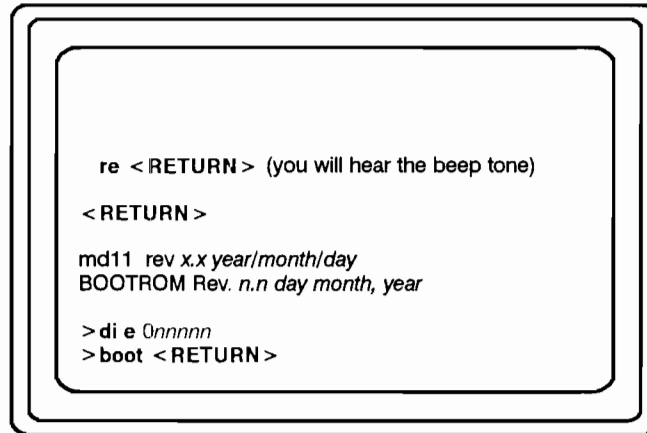 re < RETURN > (you will hear the beep tone)
< RETURN >
md11 rev x.x year/month/day
BOOTROM Rev. n.n day month, year
> di e 0nnnnn
> boot < RETURN >